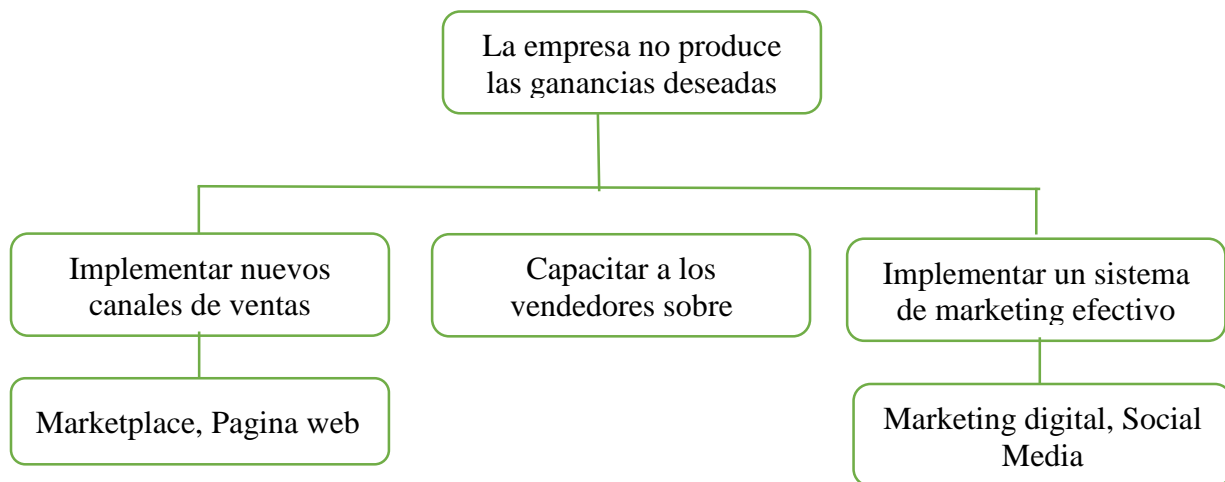 La empresa no produce
las ganancias deseadas
Implementar nuevos
canales de ventas
Capacitar a los
vendedores sobre
Implementar un sistema
de marketing efectivo
Marketplace, Pagina web
Marketing digital, Social
Media